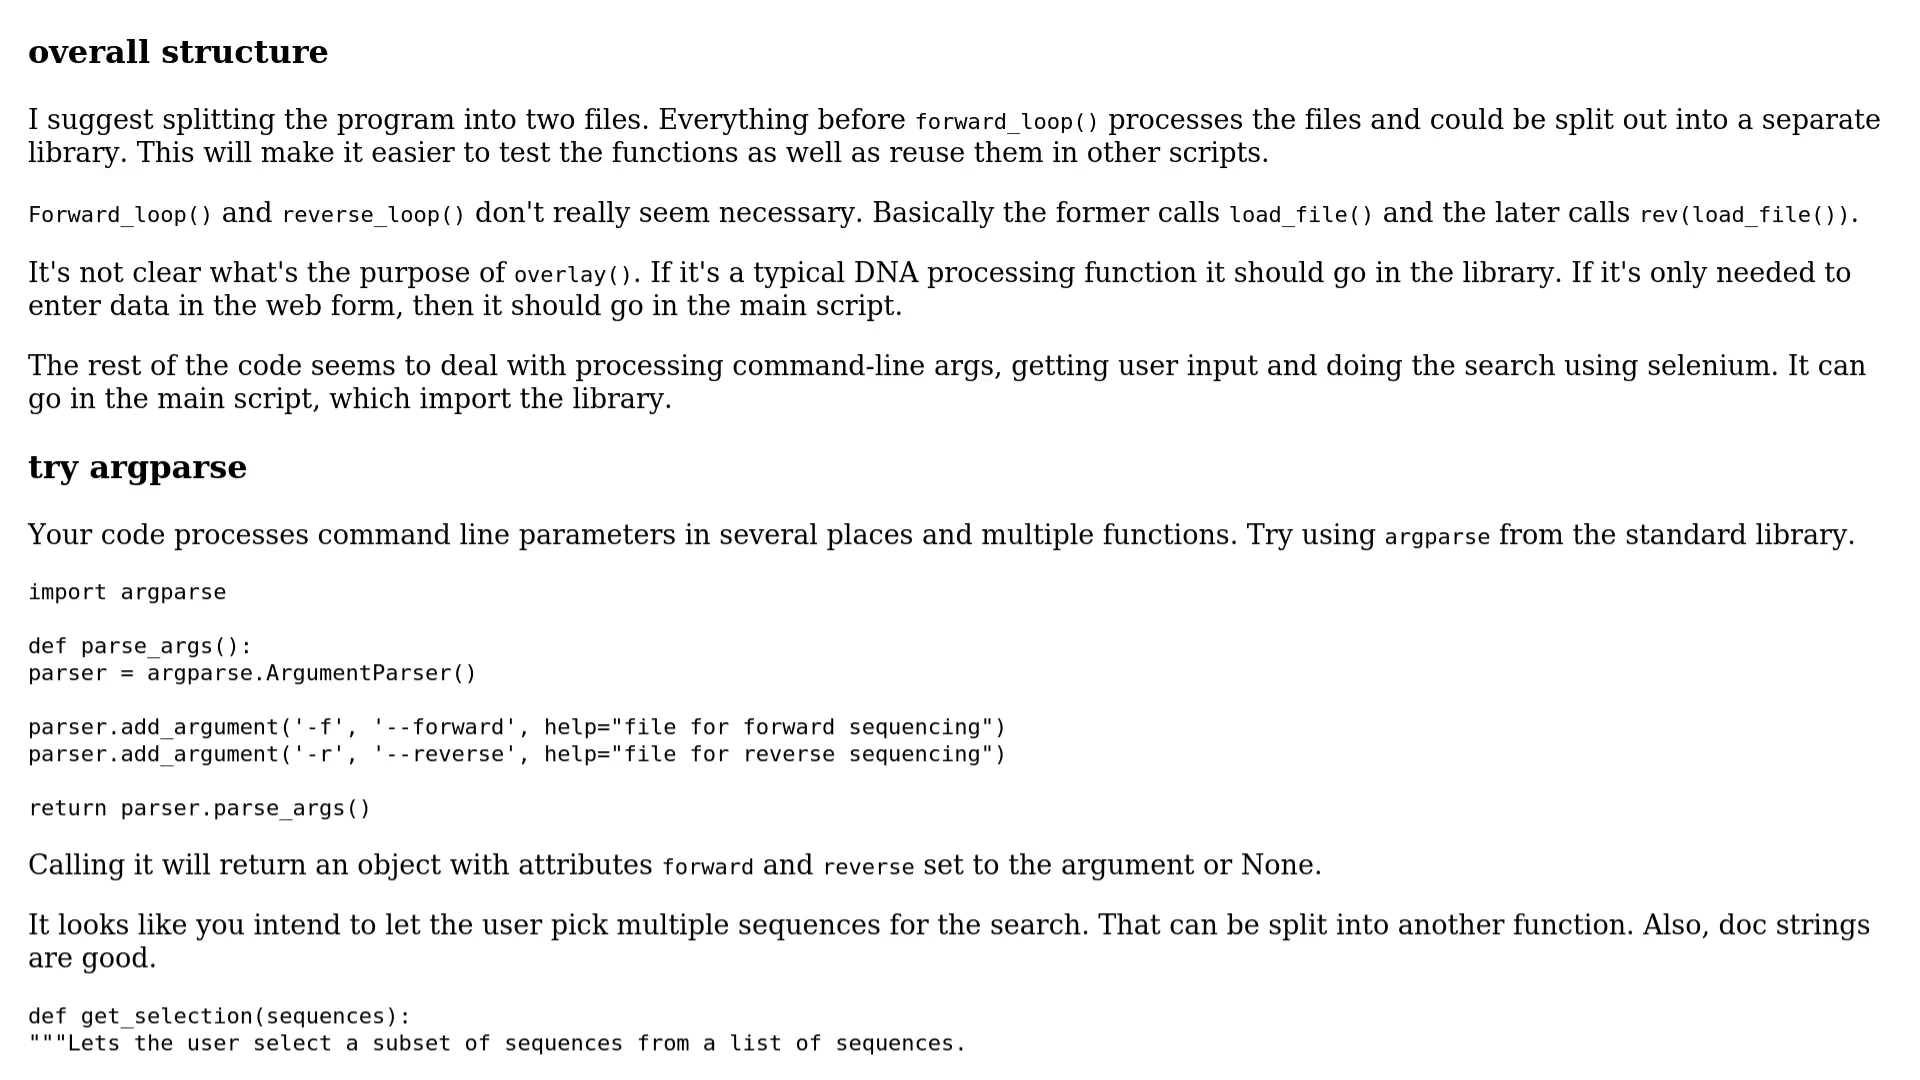 overall structure
I suggest splitting the program into two files. Everything before forward_loop() processes the files and could be split out into a separate
library. This will make it easier to test the functions as well as reuse them in other scripts.
Forward_loop() and reverse_loop() don't really seem necessary. Basically the former calls load_file() and the later calls rev(load_file()).
It's not clear what's the purpose of overlay(). If it's a typical DNA processing function it should go in the library. If it's only needed to
enter data in the web form, then it should go in the main script.
The rest of the code seems to deal with processing command-line args, getting user input and doing the search using selenium. It can
go in the main script, which import the library.
try argparse
Your code processes command line parameters in several places and multiple functions. Try using argparse from the standard library.
import argparse
def parse_args():
parser = argparse.ArgumentParser()
parser.add_argument('-f', '--forward', help="file for forward sequencing")
parser.add_argument('-r', '--reverse', help="file for reverse sequencing")
return parser.parse_args()
Calling it will return an object with attributes forward and reverse set to the argument or None.
It looks like you intend to let the user pick multiple sequences for the search. That can be split into another function. Also, doc strings
are good.
def get_selection(sequences):
"""Lets the user select a subset of sequences from a list of sequences.